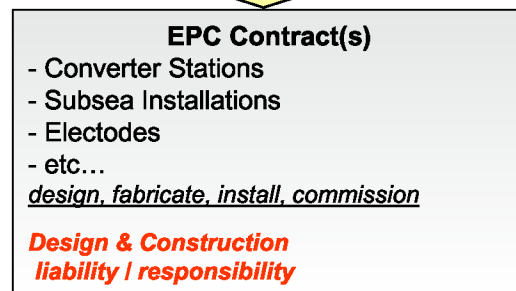 EPC Contract(s)
- Converter Stations
- Subsea Installations
- Electodes
- etc...
design, fabricate, install, commission
Design & Construction
liability / responsibility